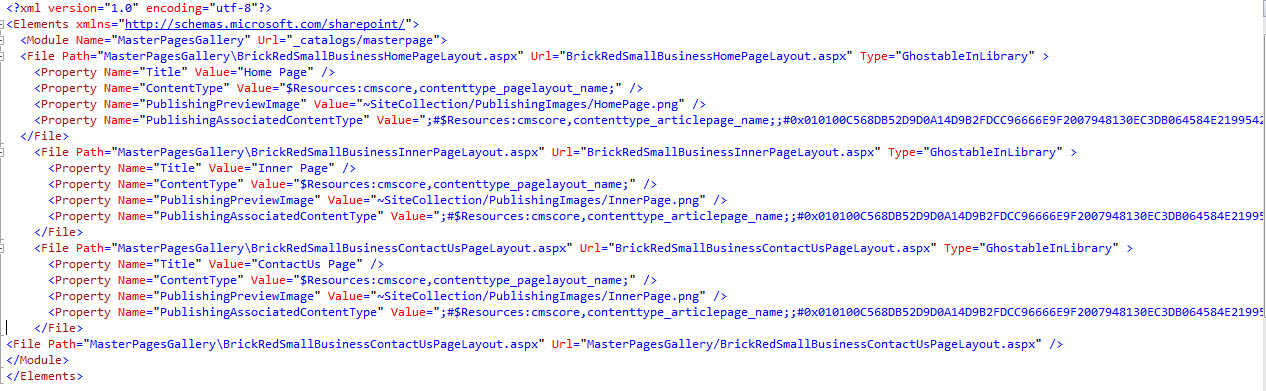 <?xml version="1.0" encoding="utf-8"?>
<Elements xmlns="http://schemas.microsoft.com/sharepoint/">
<Module Name="MasterPagesGallery" Url="_catalogs/masterpage">
<File Path="MasterPagesGallery\BrickRedSmallBusinessHomePageLayout.aspx" Url="BrickRedSmallBusinessHomePageLayout.aspx" Type="GhostableInLibrary" >
<Property Name="Title" Value="Home Page" />
<Property Name="ContentType" Value="$Resources:cmscore,contenttype_pagelayout_name;" />
<Property Name="PublishingPreviewImage" Value="~SiteCollection/PublishingImages/HomePage.png" />
<Property Name="PublishingAssociatedContentType" Value=";#$Resources:cmscore,contenttype_articlepage_name;;#0x010100C568DB52D9D0A14D9B2FDCC96666E9F2007948130EC3DB064584E2199542
</File>
<File Path="MasterPagesGallery\BrickRedSmallBusinessInnerPageLayout.aspx" Url="BrickRedSmallBusinessInnerPageLayout.aspx" Type="GhostableInLibrary" >
<Property Name="Title" Value="Inner Page" />
<Property Name="ContentType" Value="$Resources:cmscore,contenttype_pagelayout_name;" />
<Property Name="PublishingPreviewImage" Value="~SiteCollection/PublishingImages/InnerPage.png" />
<Property Name="PublishingAssociatedContentType" Value=";#$Resources:cmscore,contenttype_articlepage_name;;#0x010100C568DB52D9D0A14D9B2FDCC96666E9F2007948130EC3DB064584E21995
</File>
<File Path="MasterPagesGallery\BrickRedSmallBusinessContactUsPageLayout.aspx" Url="BrickRedSmallBusinessContactUsPageLayout.aspx" Type="GhostableInLibrary" >
<Property Name="Title" Value="ContactUs Page" />
<Property Name="ContentType" Value="$Resources:cmscore,contenttype_pagelayout_name;" />
<Property Name="PublishingPreviewImage" Value="~SiteCollection/PublishingImages/InnerPage.png" />
<Property Name="PublishingAssociatedContentType" Value=";#$Resources:cmscore,contenttype_articlepage_name;;#0x010100C568DB52D9D0A14D9B2FDCC96666E9F2007948130EC3DB064584E21995
</File>
<File Path="MasterPagesGallery\BrickRedSmallBusinessContactUsPageLayout.aspx" Url="MasterPagesGallery/BrickRedSmallBusinessContactUsPageLayout.aspx" />
</Module>
</Elements>